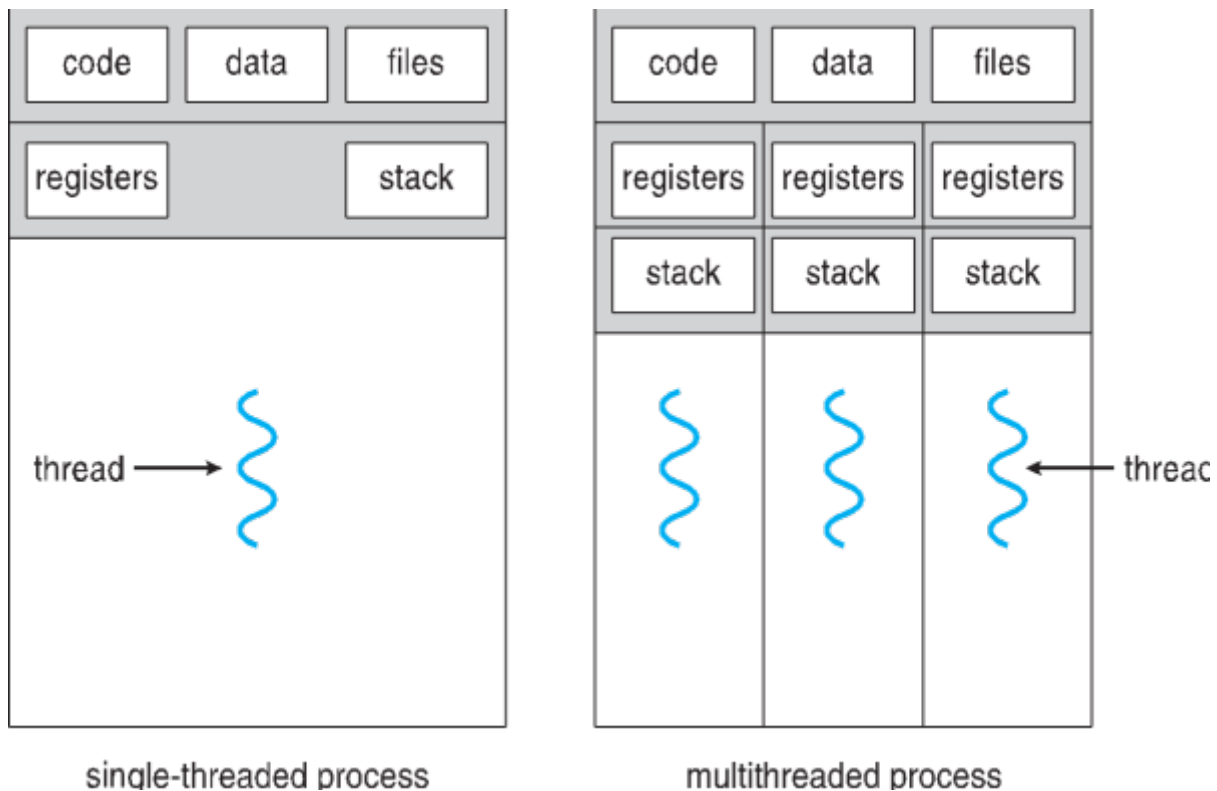 code data files code data files
registers stack registers registers registers
stack stack stack
thread thread
single-threaded process multithreaded process